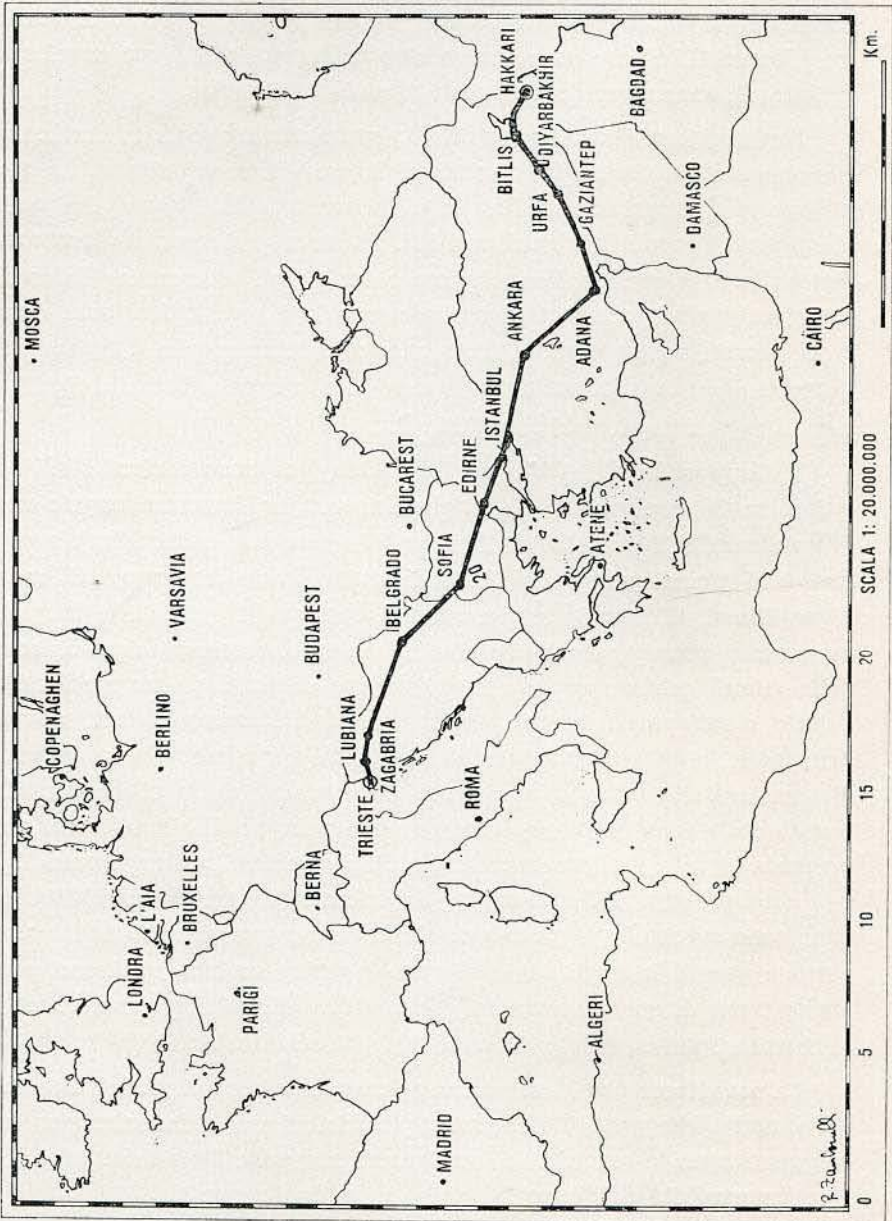 MOSCA
COPENAGHEN
VARSAVIA
BERLINO
LONDRA
L'AIA
BRUXELLES
PARIGI
BERNA
BUDAPEST
LUBIANA
TRIESTE
ZAGABRIA
BELGRADO
BUCAREST
SOFIA
20
EDIRNE
ISTANBUL
ANKARA
ADANA
GAZIANTEP
URFA
DIYARBAKHIR
BITLIS
HAKKARI
BAGDAD
DAMASCO
CAIRO
ATENE
ROMA
MADRID
ALGERI
0 5 10 15 20 SCALA 1: 20.000.000 Km.